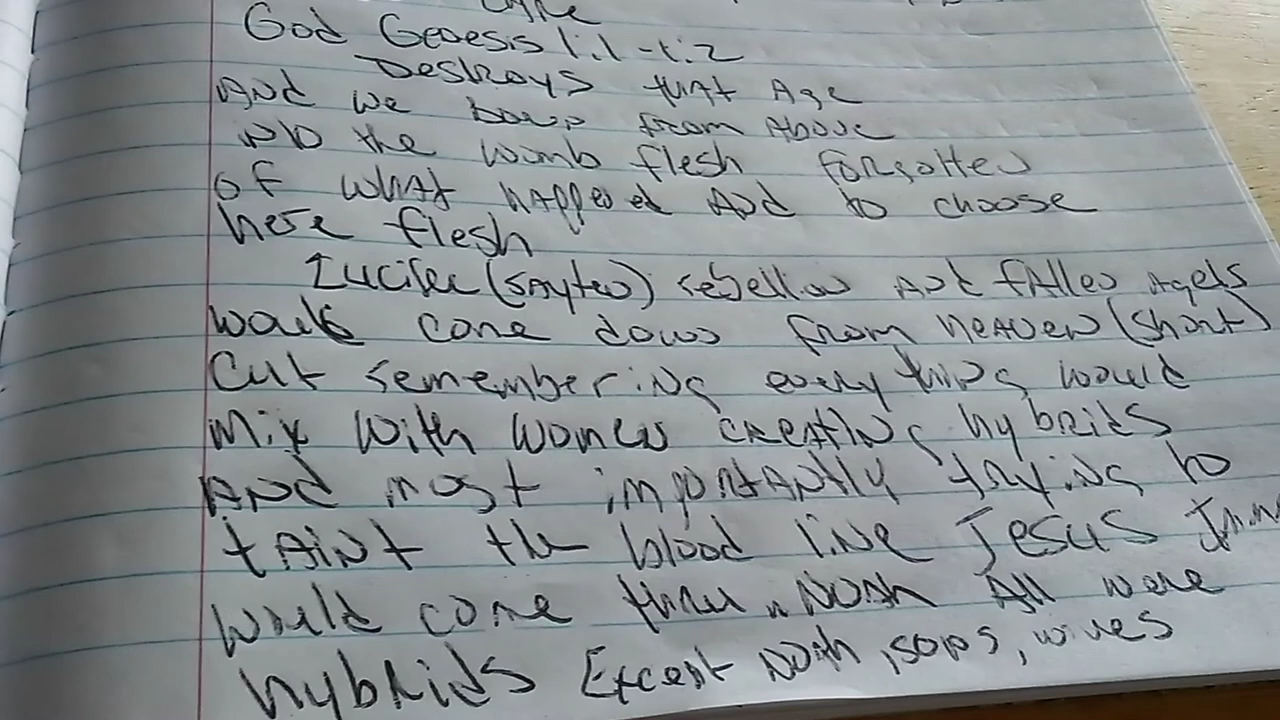 God Genesis 1:1-1:2
Destroys that Age
And we born from Above
into the womb flesh forgotten
of what happened And to choose
here flesh
Lucifer (sayten) rebellion And fallen Agels
would come down from heaven (short)
Cut remembering everything would
mix with women creating hybrids
And most importantly trying to
taint the blood line Jesus
would come thru Noah All were
hybrids Except Noah, sons, wives